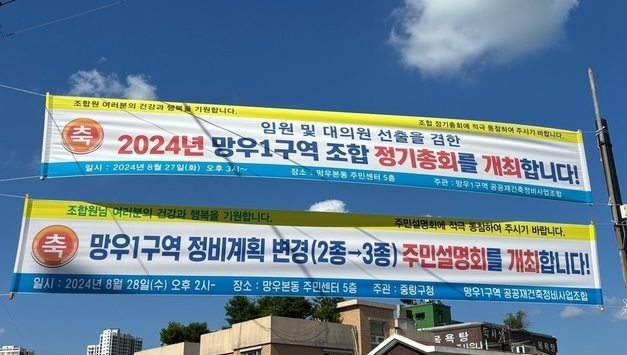 조합원 여러분의 건강과 행복을 기원합니다.
조합 정기총회에 적극 동참하여 주시기 바랍니다.
축
임원 및 대의원 선출을 겸한
2024년 망우1구역 조합 정기총회를 개최합니다!
일시 : 2024년 8월 27일(화) 오후 3시~ 장소 : 망우본동 주민센터 5층 주관 : 망우1구역 공공재건축정비사업조합
조합원님 여러분의 건강과 행복을 기원합니다.
주민설명회에 적극 동참하여 주시기 바랍니다.
축
망우1구역 정비계획 변경(2종→3종) 주민설명회를 개최합니다!
일시 : 2024년 8월 28일(수) 오후 2시~ 장소 : 망우본동 주민센터 5층 주관 : 중랑구청 망우1구역 공공재건축정비사업조합
목욕탕